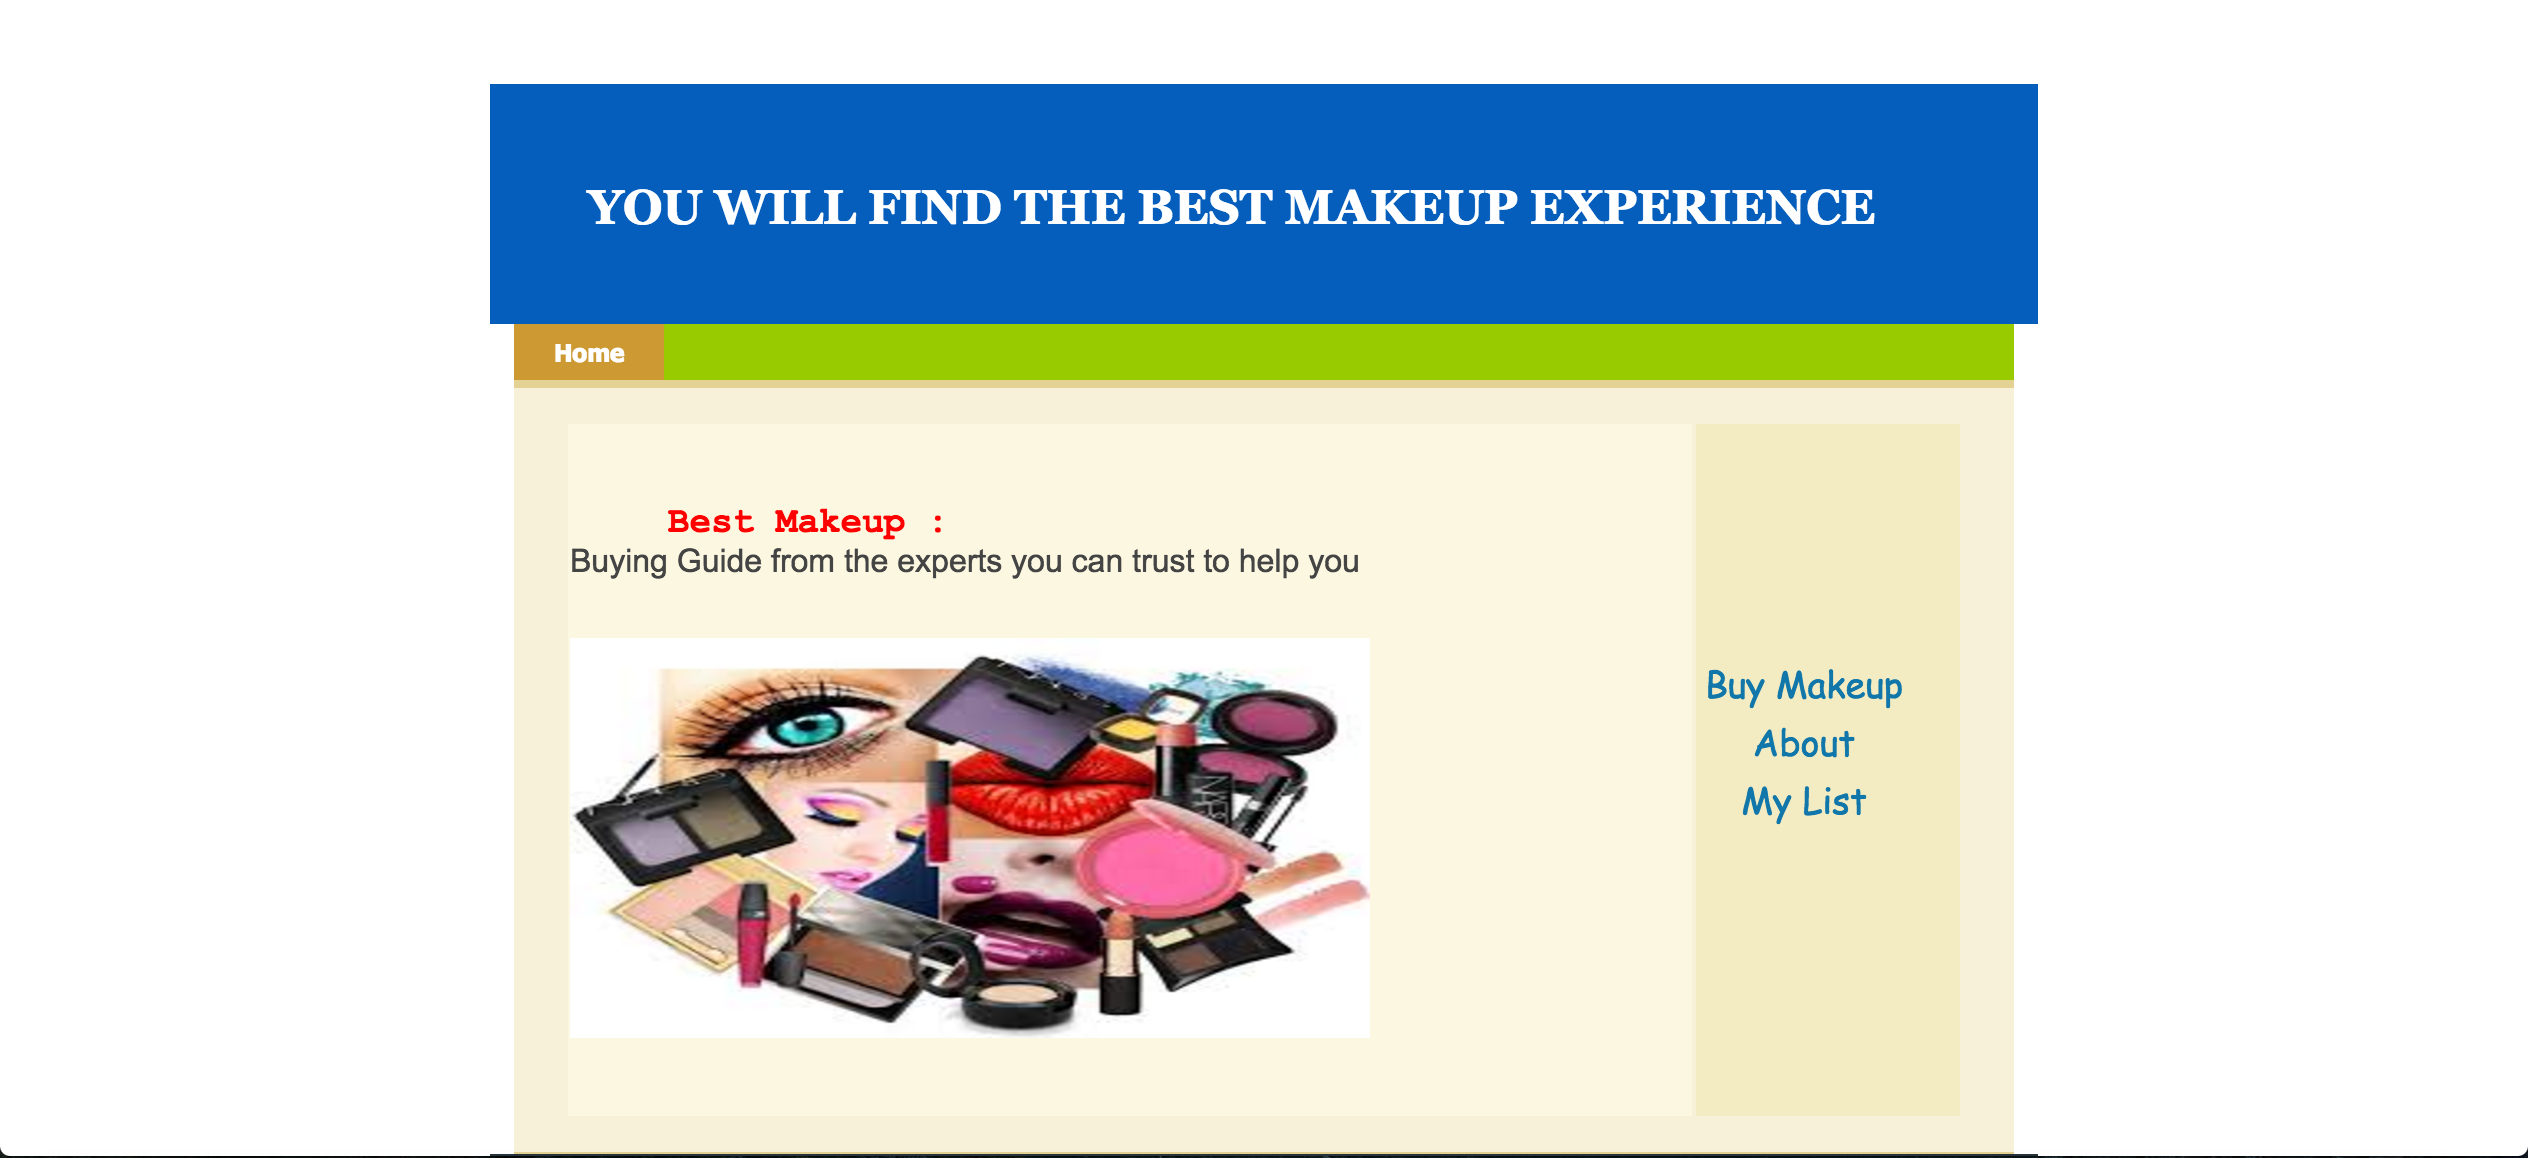 YOU WILL FIND THE BEST MAKEUP EXPERIENCE
Home
Best Makeup :
Buying Guide from the experts you can trust to help you
NARS
Buy Makeup
About
My List